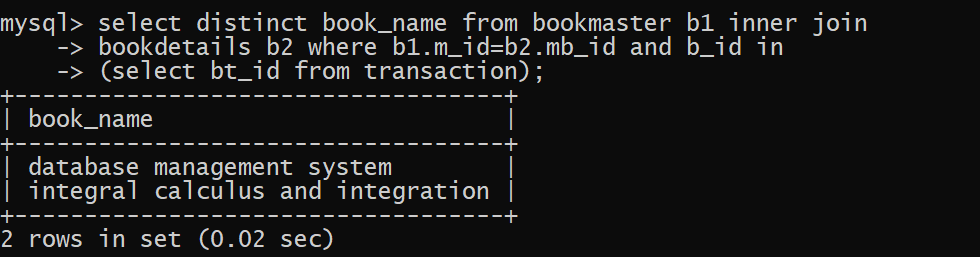 mysql> select distinct book_name from bookmaster b1 inner join
    -> bookdetails b2 where b1.m_id=b2.mb_id and b_id in
    -> (select bt_id from transaction);
+-----------------------------------+
| book_name                         |
+-----------------------------------+
| database management system        |
| integral calculus and integration |
+-----------------------------------+
2 rows in set (0.02 sec)